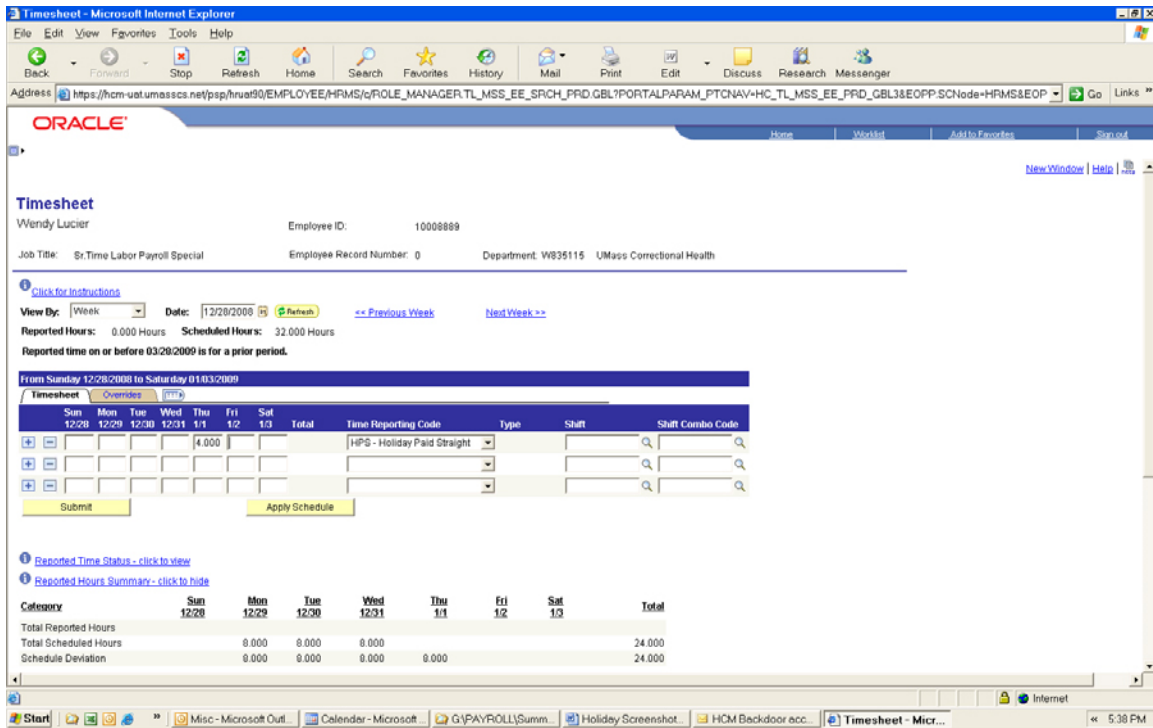 Timesheet - Microsoft Internet Explorer
File Edit View Favorites Tools Help
Back Forward Stop Refresh Home Search Favorites History Mail Print Edit Discuss Research Messenger
Address https://hcm-uat.umasscs.net/psp/hruat90/EMPLOYEE/HRMS/c/ROLE_MANAGER.TL_MSS_EE_SRCH_PRD.GBL?PORTALPARAM_PTCNAV=HC_TL_MSS_EE_PRD_GBL3&EOPP.SCNode=HRMS&EOP Go Links »
ORACLE
Home Worklist Add to Favorites Sign out
New Window | Help | http
Timesheet
Wendy Lucier Employee ID: 10008889
Job Title: Sr.Time Labor Payroll Special Employee Record Number: 0 Department: W835115 UMass Correctional Health
Click for Instructions
View By: Week Date: 12/28/2008 Refresh << Previous Week Next Week >>
Reported Hours: 0.000 Hours Scheduled Hours: 32.000 Hours
Reported time on or before 03/28/2009 is for a prior period.
From Sunday 12/28/2008 to Saturday 01/03/2009
Timesheet Overrides
Sun Mon Tue Wed Thu Fri Sat
12/28 12/29 12/30 12/31 1/1 1/2 1/3 Total Time Reporting Code Type Shift Shift Combo Code
4.000 HPS - Holiday Paid Straight
Submit Apply Schedule
Reported Time Status - click to view
Reported Hours Summary - click to hide
Category Sun Mon Tue Wed Thu Fri Sat Total
12/28 12/29 12/30 12/31 1/1 1/2 1/3
Total Reported Hours
Total Scheduled Hours 8.000 8.000 8.000 24.000
Schedule Deviation 8.000 8.000 8.000 8.000 24.000
Internet
Start » Misc - Microsoft Outl... Calendar - Microsoft ... G:\PAYROLL\Summ... Holiday Screenshot... HCM Backdoor acc... Timesheet - Micr... « 5:38 PM